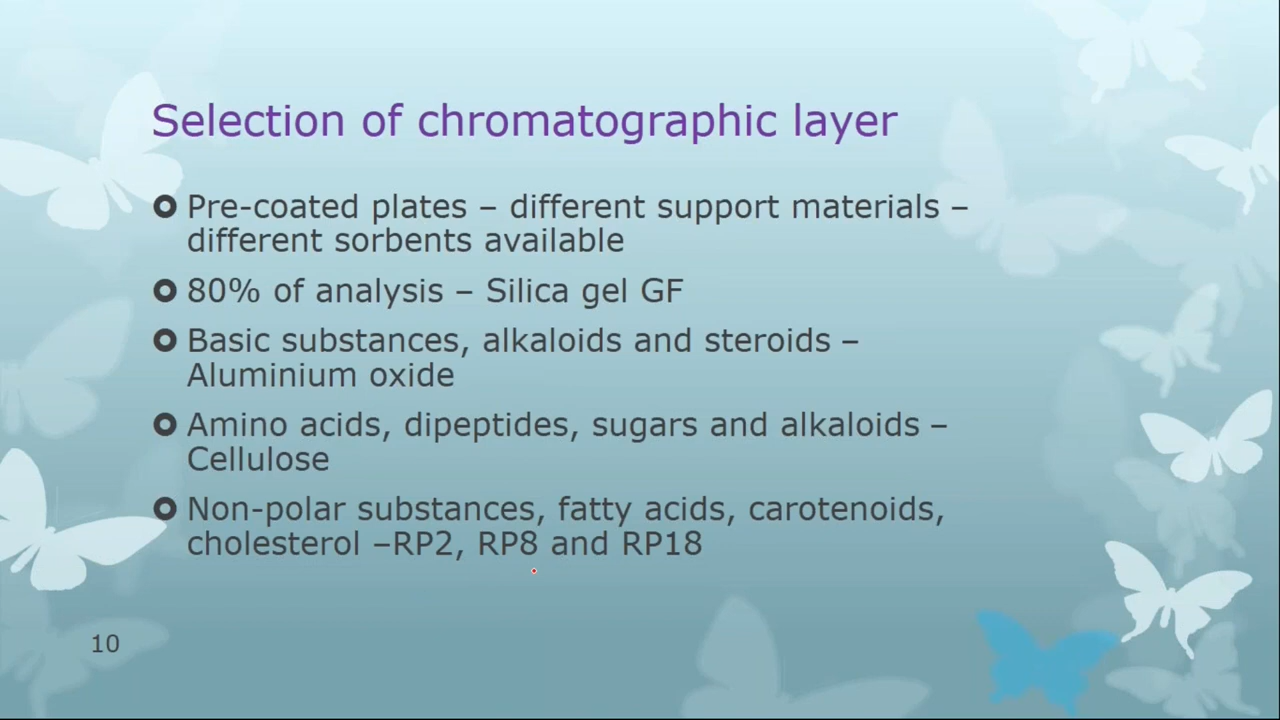 Selection of chromatographic layer
Pre-coated plates – different support materials –
different sorbents available
80% of analysis – Silica gel GF
Basic substances, alkaloids and steroids –
Aluminium oxide
Amino acids, dipeptides, sugars and alkaloids –
Cellulose
Non-polar substances, fatty acids, carotenoids,
cholesterol –RP2, RP8 and RP18
10